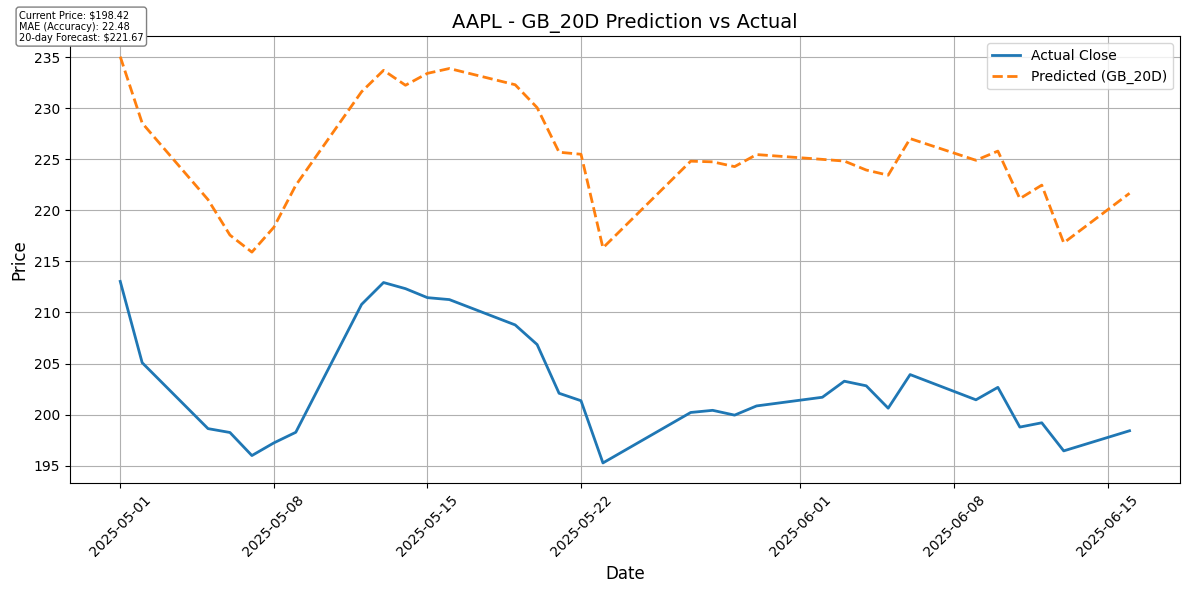 AAPL - GB_20D Prediction vs Actual
Current Price: $198.42
MAE (Accuracy): 22.48
20-day Forecast: $221.67
Actual Close
Predicted (GB_20D)
Price
235
230
225
220
215
210
205
200
195
2025-05-01
2025-05-08
2025-05-15
2025-05-22
2025-06-01
2025-06-08
2025-06-15
Date